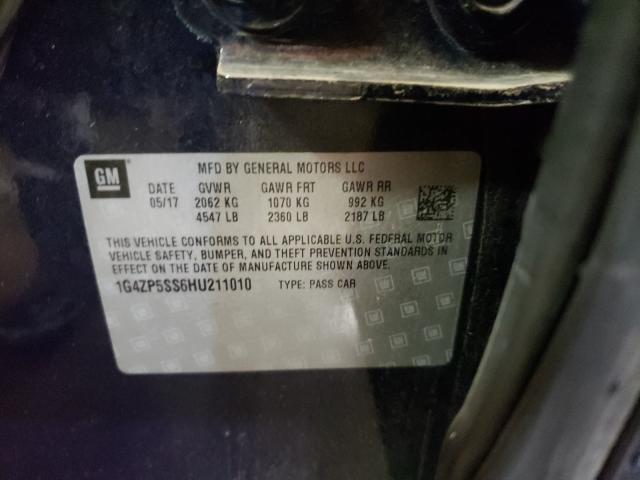 GM
MFD BY GENERAL MOTORS LLC
DATE GVWR GAWR FRT GAWR RR
05/17 2062 KG 1070 KG 992 KG
4547 LB 2360 LB 2187 LB
THIS VEHICLE CONFORMS TO ALL APPLICABLE U.S. FEDERAL MOTOR
VEHICLE SAFETY, BUMPER, AND THEFT PREVENTION STANDARDS IN
EFFECT ON THE DATE OF MANUFACTURE SHOWN ABOVE.
1G4ZP5SS6HU211010 TYPE: PASS CAR